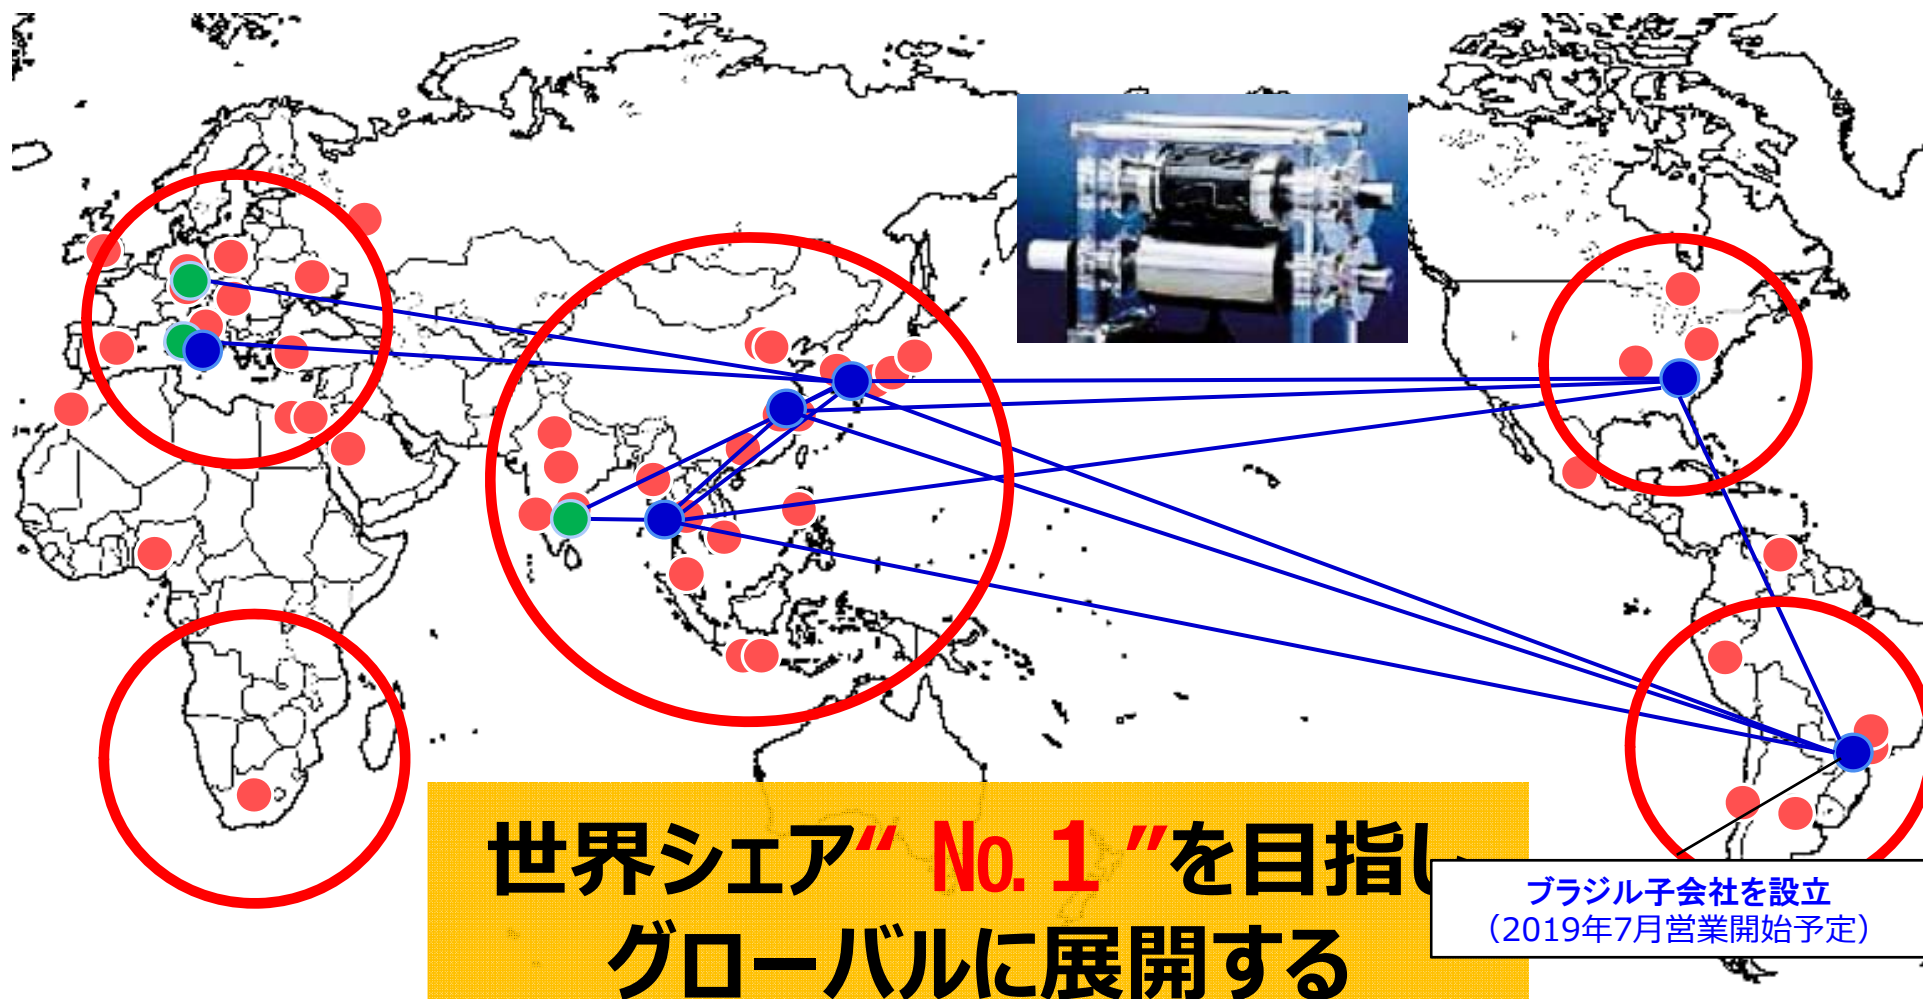 世界シェア“ №１ ”を目指し
グローバルに展開する
ブラジル子会社を設立
（2019年7月営業開始予定）